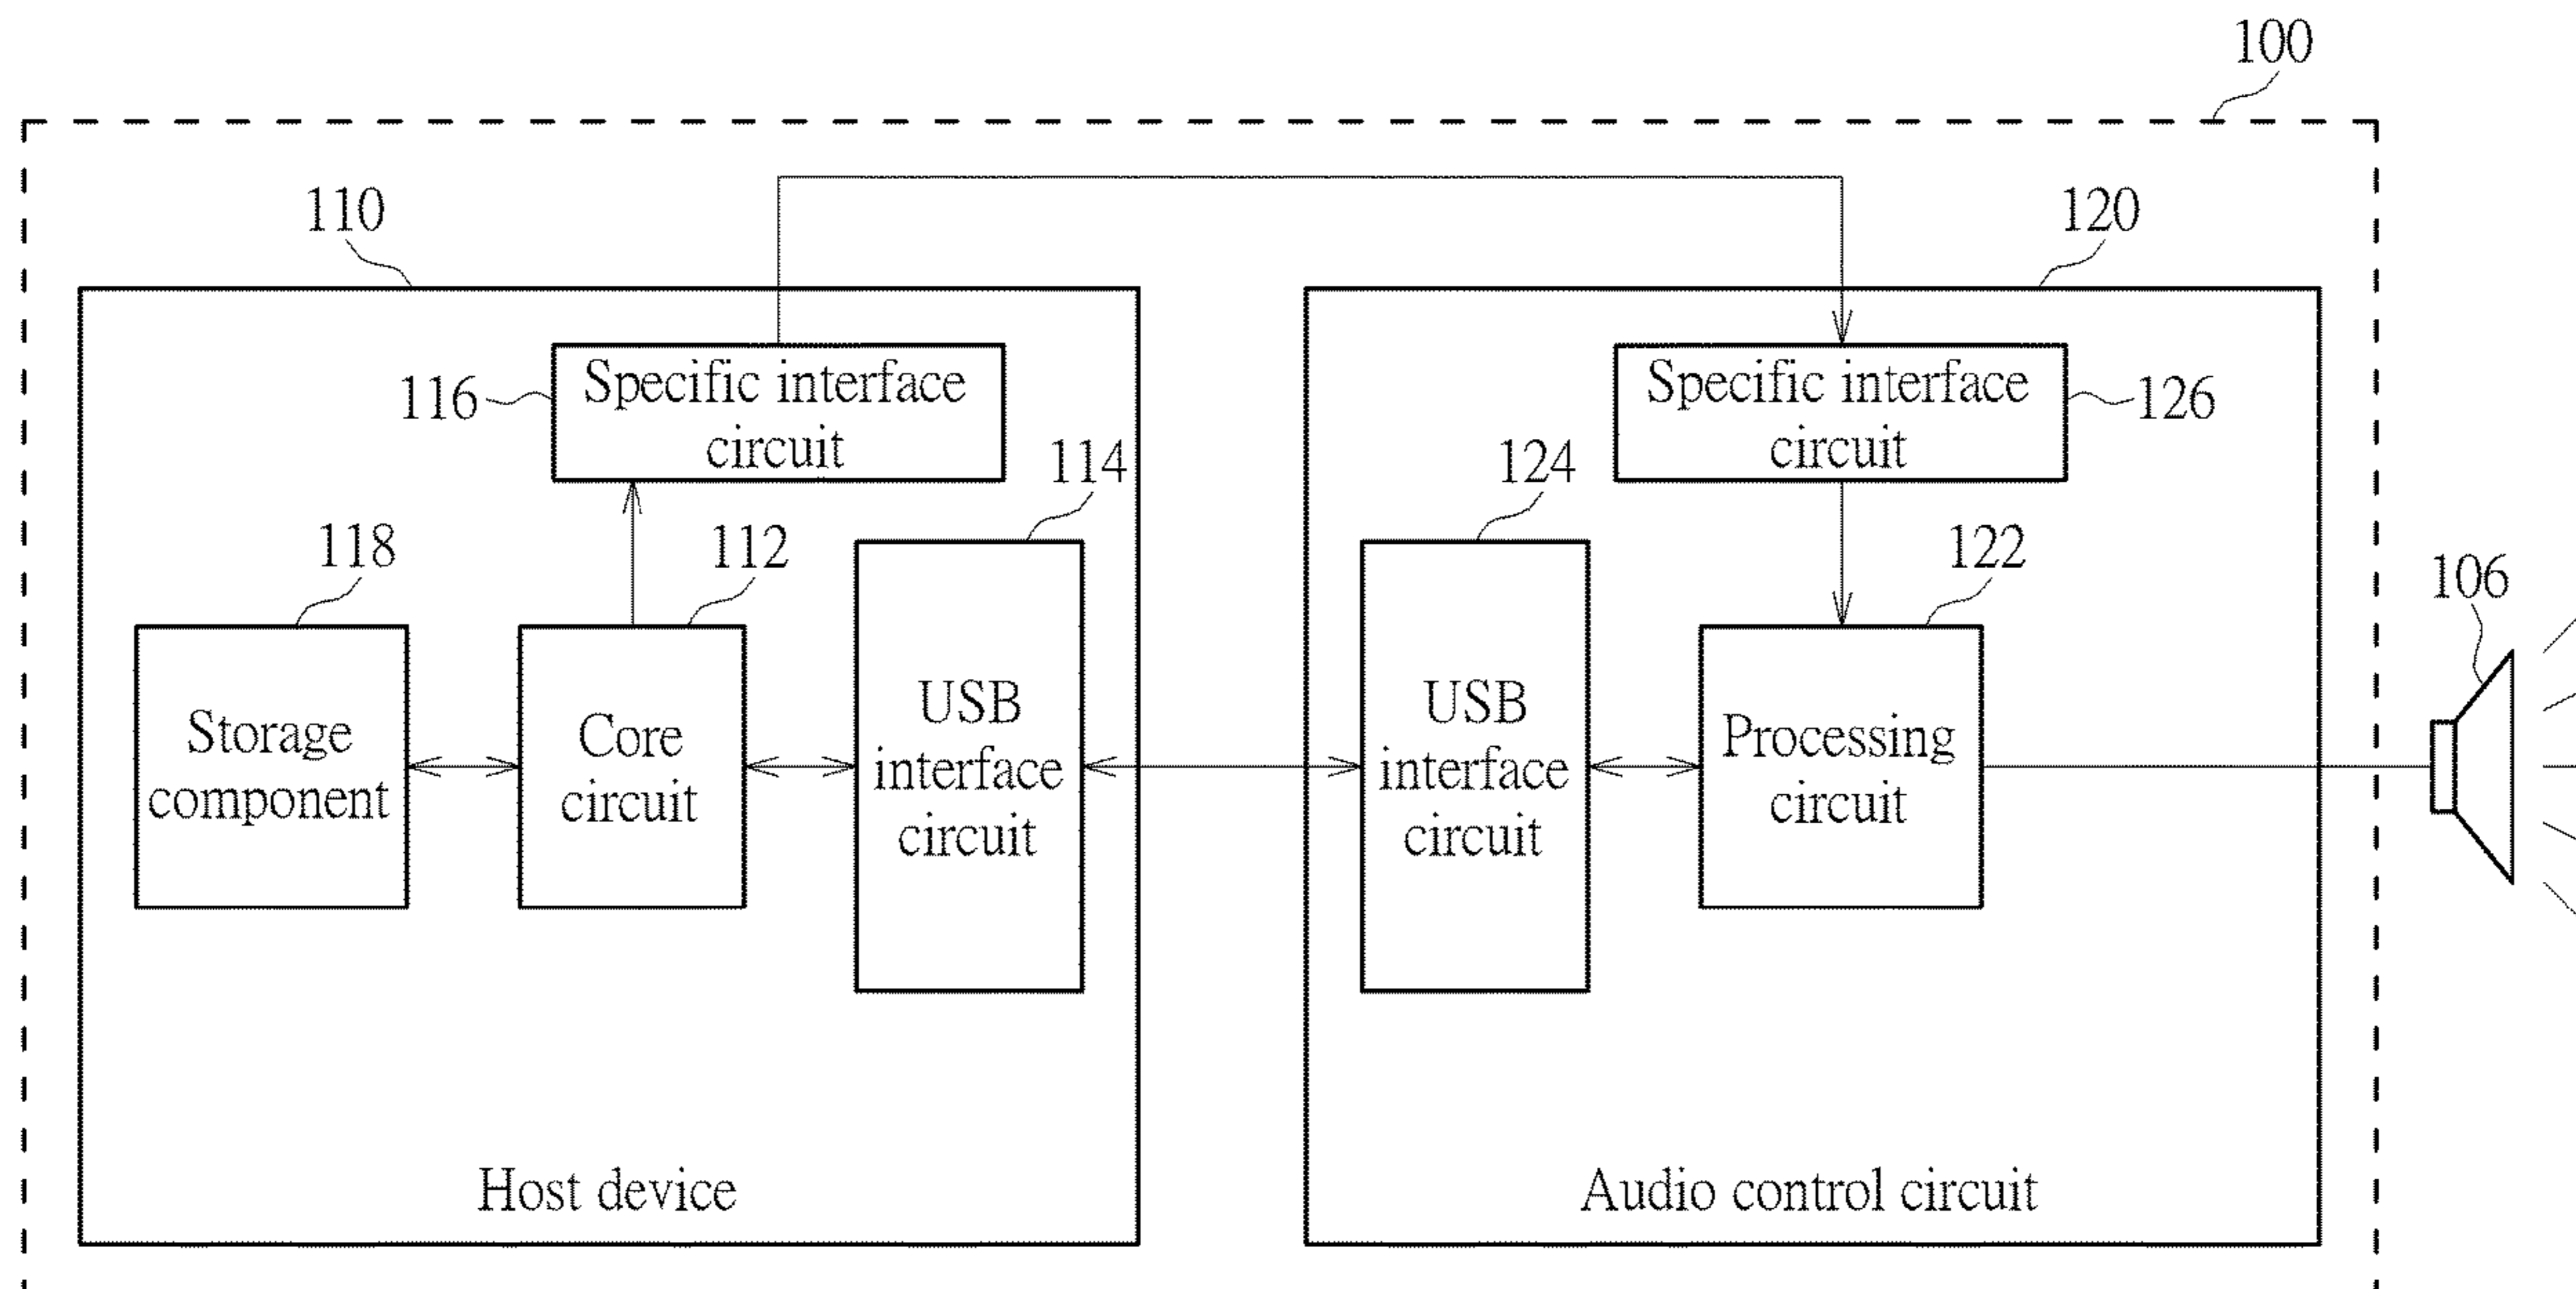 100
110
120
116
Specific interface
circuit
114
124
Specific interface
circuit
126
118
112
122
106
Storage
component
Core
circuit
USB
interface
circuit
USB
interface
circuit
Processing
circuit
Host device
Audio control circuit